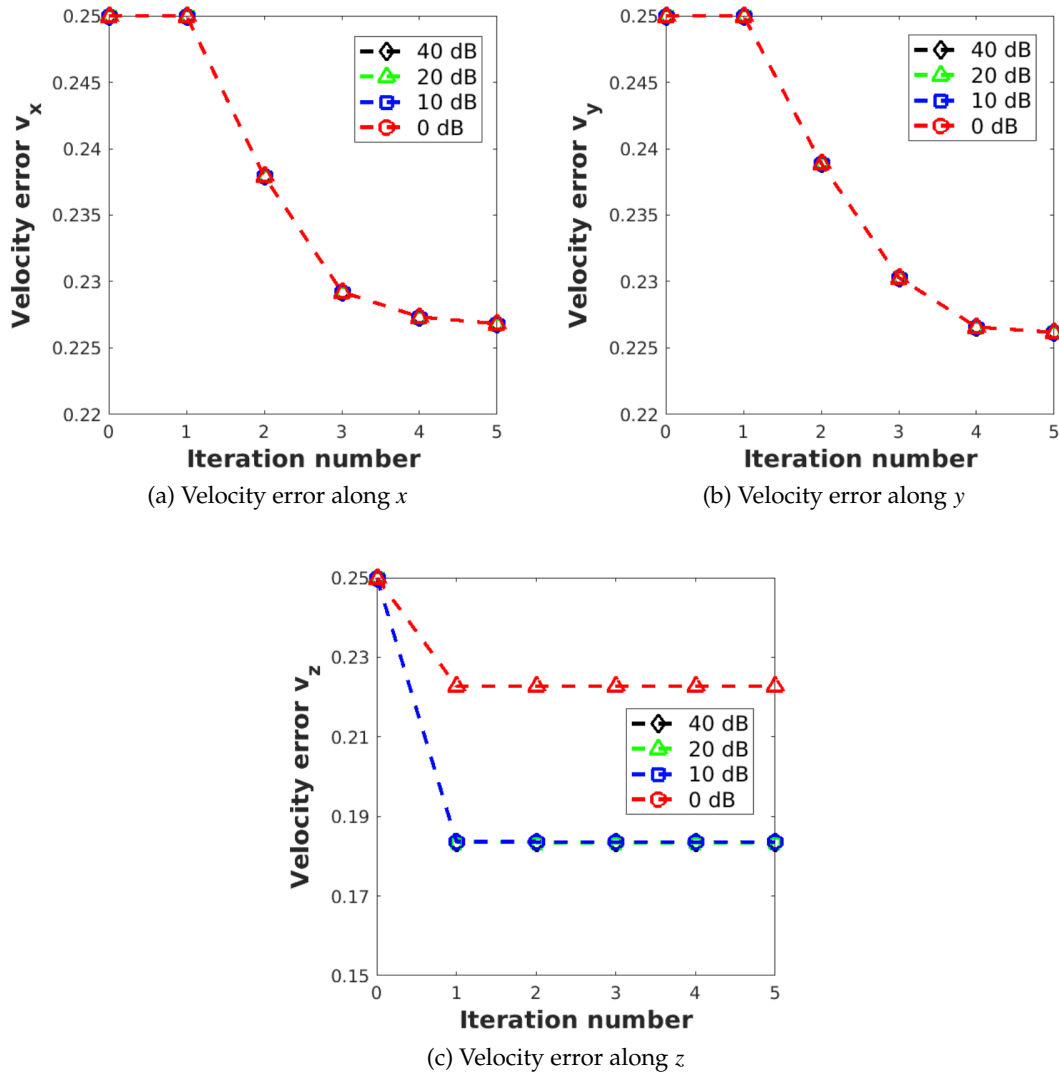 0.25
0.245
0.24
0.235
0.23
0.225
0.22
0 1 2 3 4 5
Velocity error v_x
Iteration number
40 dB
20 dB
10 dB
0 dB
(a) Velocity error along x
0.25
0.245
0.24
0.235
0.23
0.225
0.22
0 1 2 3 4 5
Velocity error v_y
Iteration number
40 dB
20 dB
10 dB
0 dB
(b) Velocity error along y
0.25
0.23
0.21
0.19
0.17
0.15
0 1 2 3 4 5
Velocity error v_z
Iteration number
40 dB
20 dB
10 dB
0 dB
(c) Velocity error along z